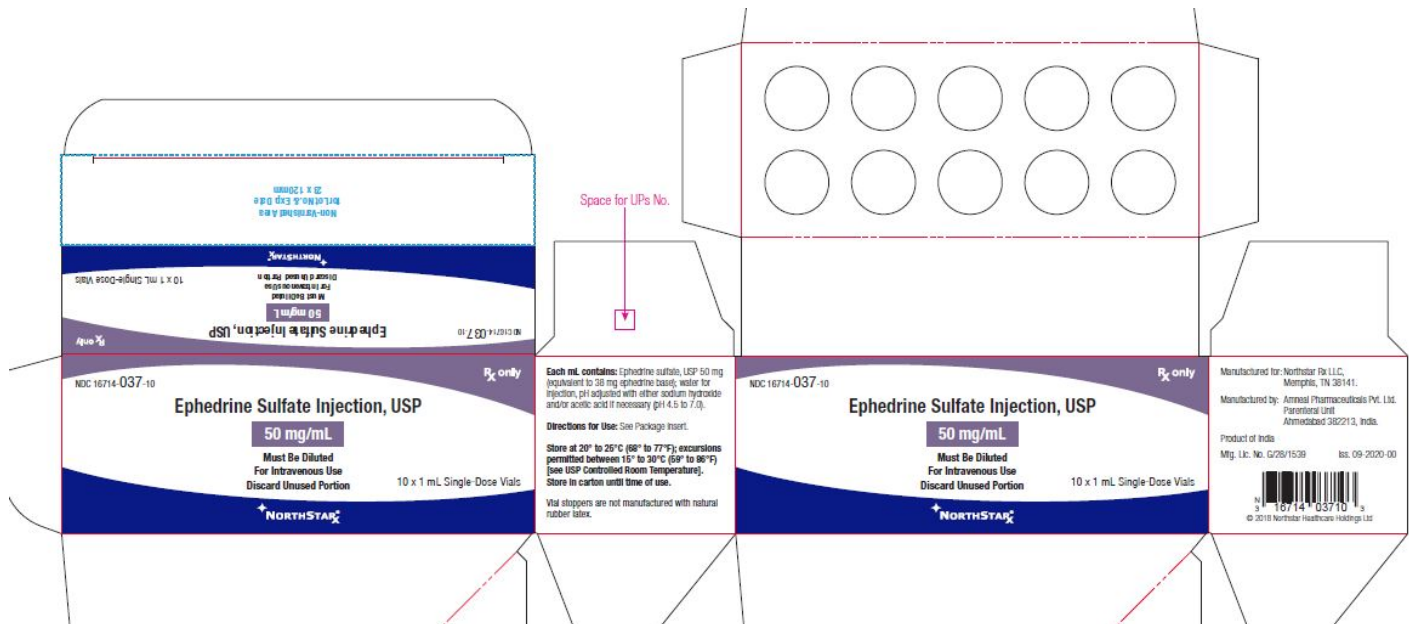 Non-Varnished Area
for Lot No. & Exp Date
21 x 120mm
NORTHSTAR℞
Discard Unused Portion
For Intravenous Use
Must Be Diluted
10 x 1 mL Single-Dose Vials
50 mg/mL
Ephedrine Sulfate Injection, USP
NDC 16714-037-10
Rx only
Space for UPs No.
NDC 16714-037-10
Rx only
Ephedrine Sulfate Injection, USP
50 mg/mL
Must Be Diluted
For Intravenous Use
Discard Unused Portion
10 x 1 mL Single-Dose Vials
NORTHSTAR℞
Each mL contains: Ephedrine sulfate, USP 50 mg
(equivalent to 38 mg ephedrine base); water for
injection, pH adjusted with either sodium hydroxide
and/or acetic acid if necessary (pH 4.5 to 7.0).
Directions for Use: See Package Insert.
Store at 20° to 25°C (68° to 77°F); excursions
permitted between 15° to 30°C (59° to 86°F)
[see USP Controlled Room Temperature].
Store in carton until time of use.
Vial stoppers are not manufactured with natural
rubber latex.
NDC 16714-037-10
Rx only
Ephedrine Sulfate Injection, USP
50 mg/mL
Must Be Diluted
For Intravenous Use
Discard Unused Portion
10 x 1 mL Single-Dose Vials
NORTHSTAR℞
Manufactured for: Northstar Rx LLC,
Memphis, TN 38141.
Manufactured by: Amneal Pharmaceuticals Pvt. Ltd.
Parenteral Unit
Ahmedabad 382213, India.
Product of India
Mfg. Lic. No. G/28/1539 Iss. 09-2020-00
N
3 16714 03710 3
© 2018 Northstar Healthcare Holdings Ltd